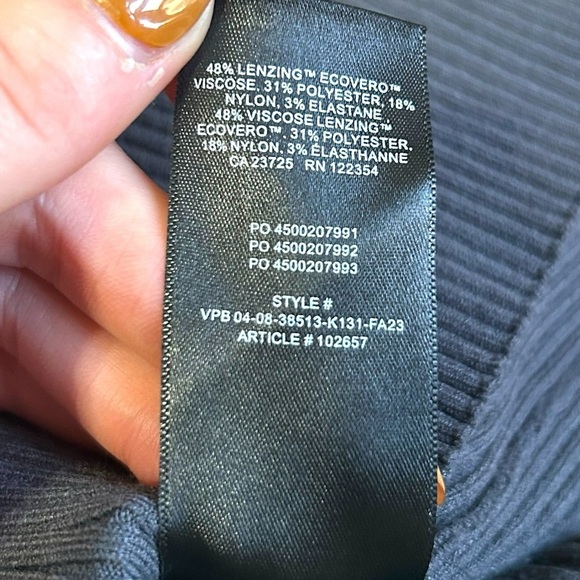 48% LENZING™ ECOVERO™
VISCOSE, 31% POLYESTER, 18%
NYLON, 3% ELASTANE
48% VISCOSE LENZING™
ECOVERO™, 31% POLYESTER,
18% NYLON, 3% ÉLASTHANNE
CA 23725 RN 122354
PO 4500207991
PO 4500207992
PO 4500207993
STYLE #
VPB 04-08-38513-K131-FA23
ARTICLE # 102657